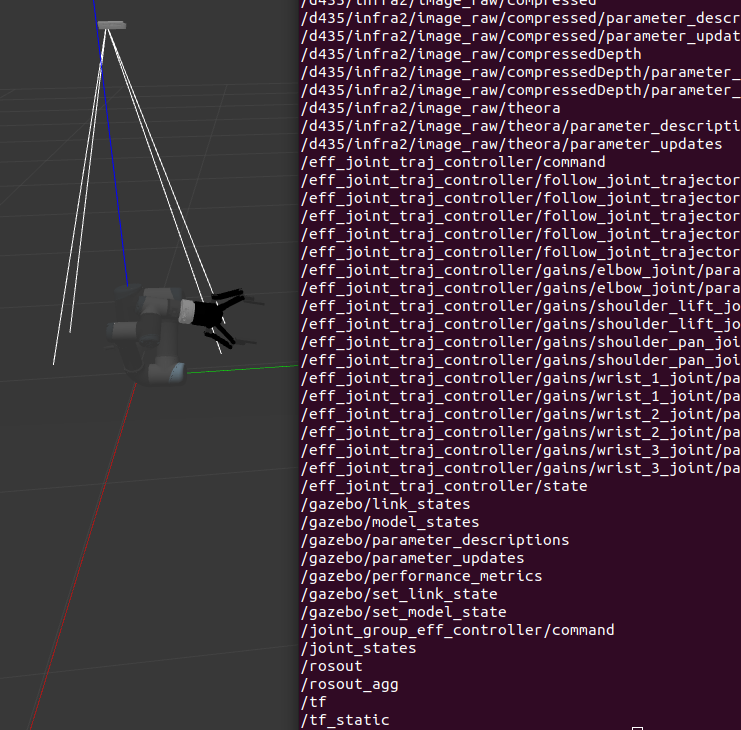 /d435/infra2/image_raw/compressed
/d435/infra2/image_raw/compressed/parameter_descr
/d435/infra2/image_raw/compressed/parameter_updat
/d435/infra2/image_raw/compressedDepth
/d435/infra2/image_raw/compressedDepth/parameter_
/d435/infra2/image_raw/compressedDepth/parameter_
/d435/infra2/image_raw/theora
/d435/infra2/image_raw/theora/parameter_descripti
/d435/infra2/image_raw/theora/parameter_updates
/eff_joint_traj_controller/command
/eff_joint_traj_controller/follow_joint_trajector
/eff_joint_traj_controller/follow_joint_trajector
/eff_joint_traj_controller/follow_joint_trajector
/eff_joint_traj_controller/follow_joint_trajector
/eff_joint_traj_controller/follow_joint_trajector
/eff_joint_traj_controller/gains/elbow_joint/para
/eff_joint_traj_controller/gains/elbow_joint/para
/eff_joint_traj_controller/gains/shoulder_lift_jo
/eff_joint_traj_controller/gains/shoulder_lift_jo
/eff_joint_traj_controller/gains/shoulder_pan_joi
/eff_joint_traj_controller/gains/shoulder_pan_joi
/eff_joint_traj_controller/gains/wrist_1_joint/pa
/eff_joint_traj_controller/gains/wrist_1_joint/pa
/eff_joint_traj_controller/gains/wrist_2_joint/pa
/eff_joint_traj_controller/gains/wrist_2_joint/pa
/eff_joint_traj_controller/gains/wrist_3_joint/pa
/eff_joint_traj_controller/gains/wrist_3_joint/pa
/eff_joint_traj_controller/state
/gazebo/link_states
/gazebo/model_states
/gazebo/parameter_descriptions
/gazebo/parameter_updates
/gazebo/performance_metrics
/gazebo/set_link_state
/gazebo/set_model_state
/joint_group_eff_controller/command
/joint_states
/rosout
/rosout_agg
/tf
/tf_static